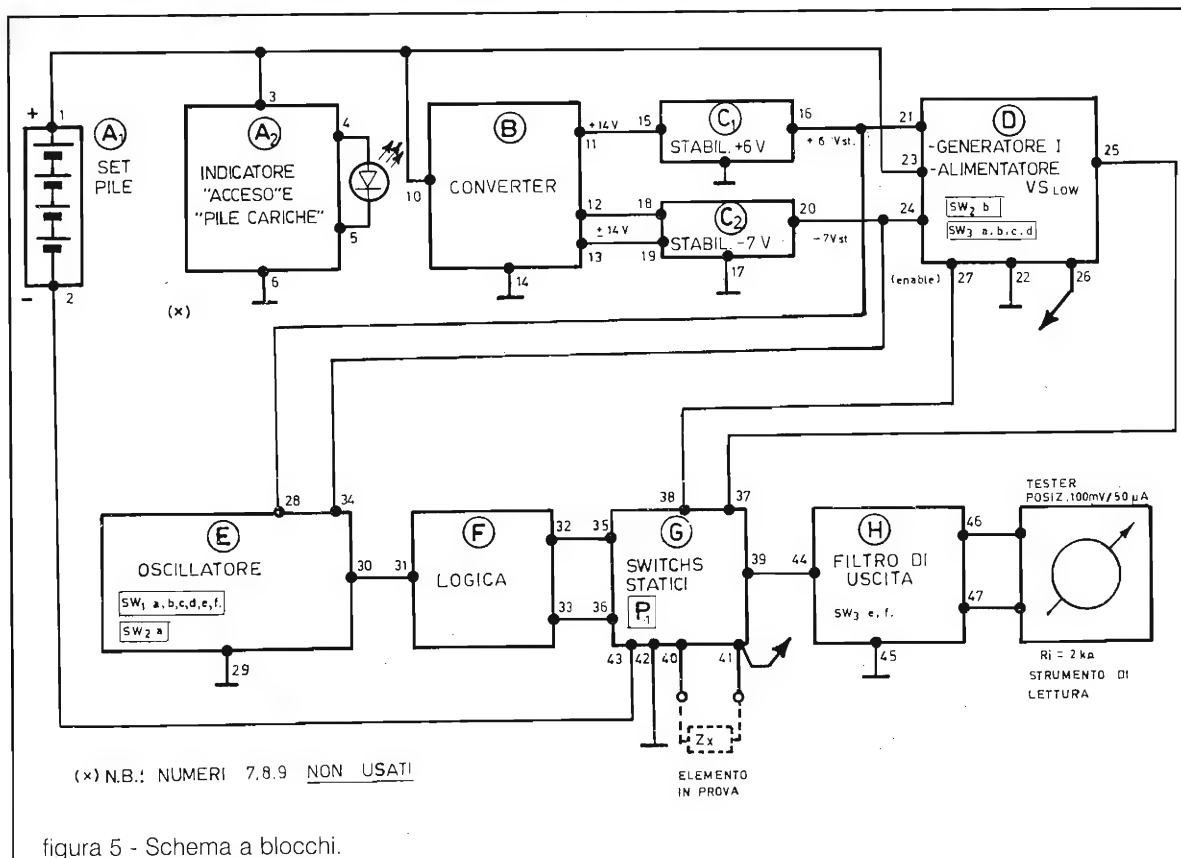 +
1
2
-
A1
SET
PILE
3
A2
INDICATORE
"ACCESO" E
"PILE CARICHE"
4
5
6
(×)
10
B
CONVERTER
+14 V
11
12
± 14 V
13
14
15
C1
STABIL. +6 V
16
+ 6 Vst.
17
18
19
C2
STABIL. -7 V
20
- 7Vst
17
21
23
24
D
-GENERATORE I
-ALIMENTATORE
VS LOW
SW2 b
SW3 a,b,c,d
25
(enable)
27
22
26
28
34
E
OSCILLATORE
SW1 a,b,c,d,e,f.
SW2 a
29
30
31
F
LOGICA
32
33
35
36
38
37
G
SWITCHS
STATICI
P1
39
43
42
40
41
Zx
ELEMENTO
IN PROVA
44
H
FILTRO DI
USCITA
SW3 e,f.
45
46
47
TESTER
POSIZ. 100mV/50 µA
Ri = 2 kΩ
STRUMENTO DI
LETTURA
(×) N.B.: NUMERI 7,8.9 NON USATI
figura 5 - Schema a blocchi.